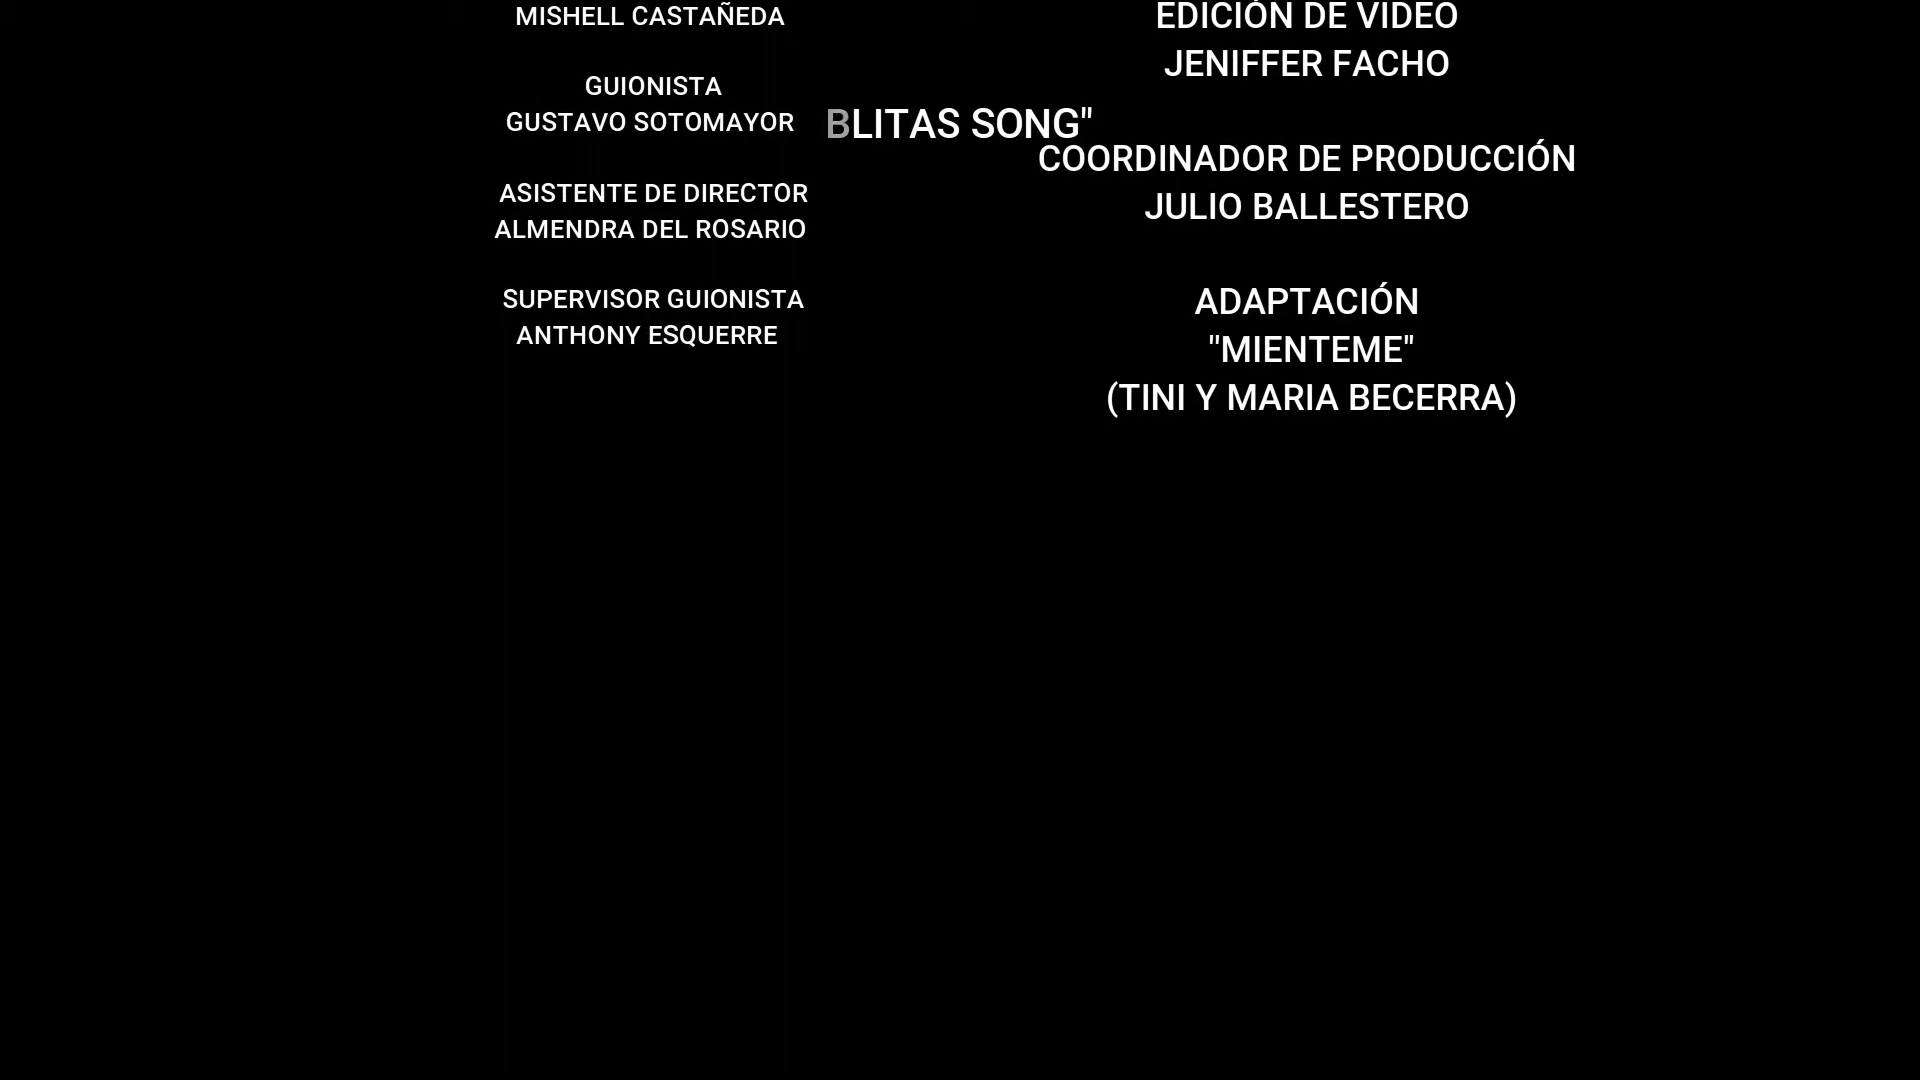 MISHELL CASTAÑEDA
GUIONISTA
GUSTAVO SOTOMAYOR
ASISTENTE DE DIRECTOR
ALMENDRA DEL ROSARIO
SUPERVISOR GUIONISTA
ANTHONY ESQUERRE
BLITAS SONG"
EDICIÓN DE VIDEO
JENIFFER FACHO
COORDINADOR DE PRODUCCIÓN
JULIO BALLESTERO
ADAPTACIÓN
"MIENTEME"
(TINI Y MARIA BECERRA)